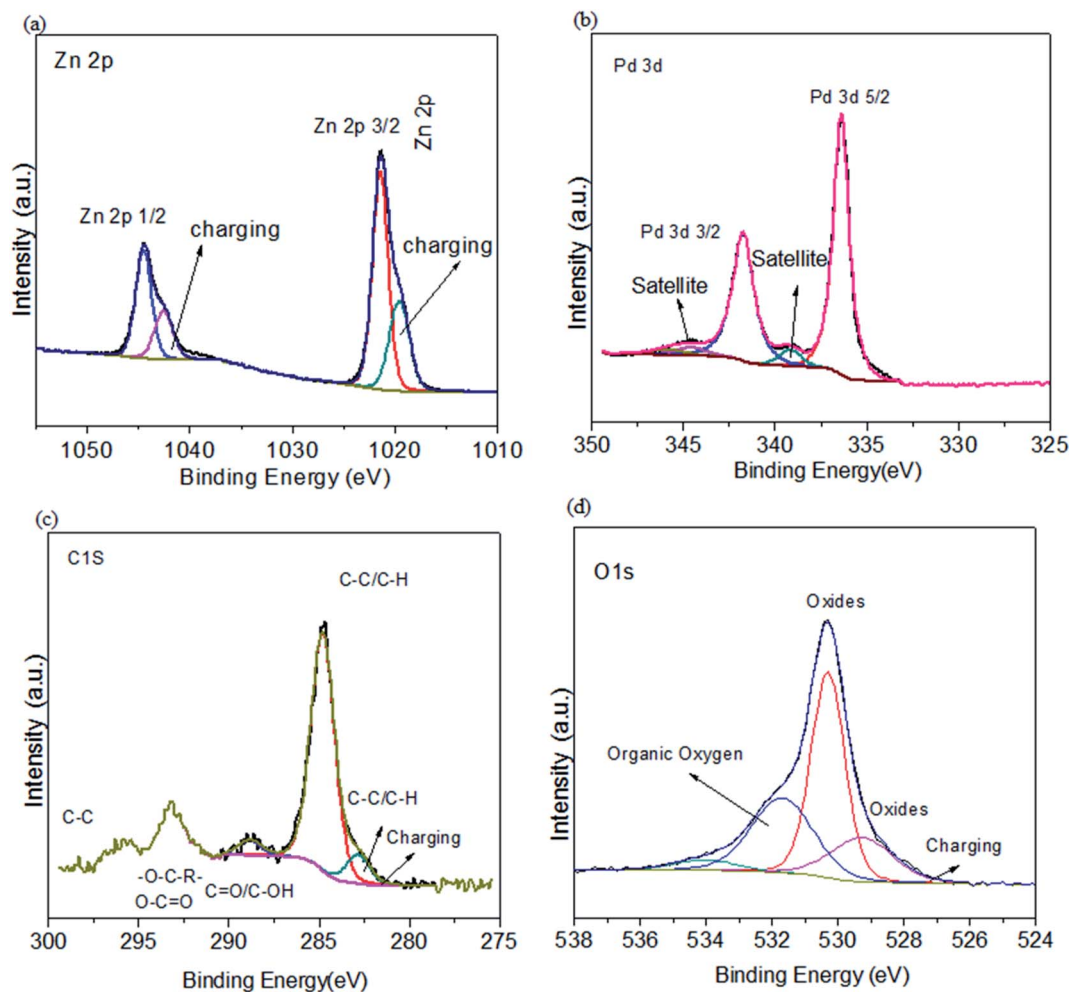 (a)
Zn 2p
Zn 2p 3/2
Zn 2p
Zn 2p 1/2
charging
charging
Intensity (a.u.)
1050 1040 1030 1020 1010
Binding Energy (eV)
(b)
Pd 3d
Pd 3d 5/2
Pd 3d 3/2
Satellite
Satellite
Intensity (a.u.)
350 345 339 336 330 325
Binding Energy(eV)
(c)
C1S
C-C/C-H
C-C/C-H
Charging
C-C
-O-C-R-
O-C=O
C=O/C-OH
Intensity (a.u.)
300 295 290 285 280 275
Binding Energy(eV)
(d)
O1s
Oxides
Organic Oxygen
Oxides
Charging
Intensity (a.u.)
538 534 532 530 528 526 524
Binding Energy (eV)